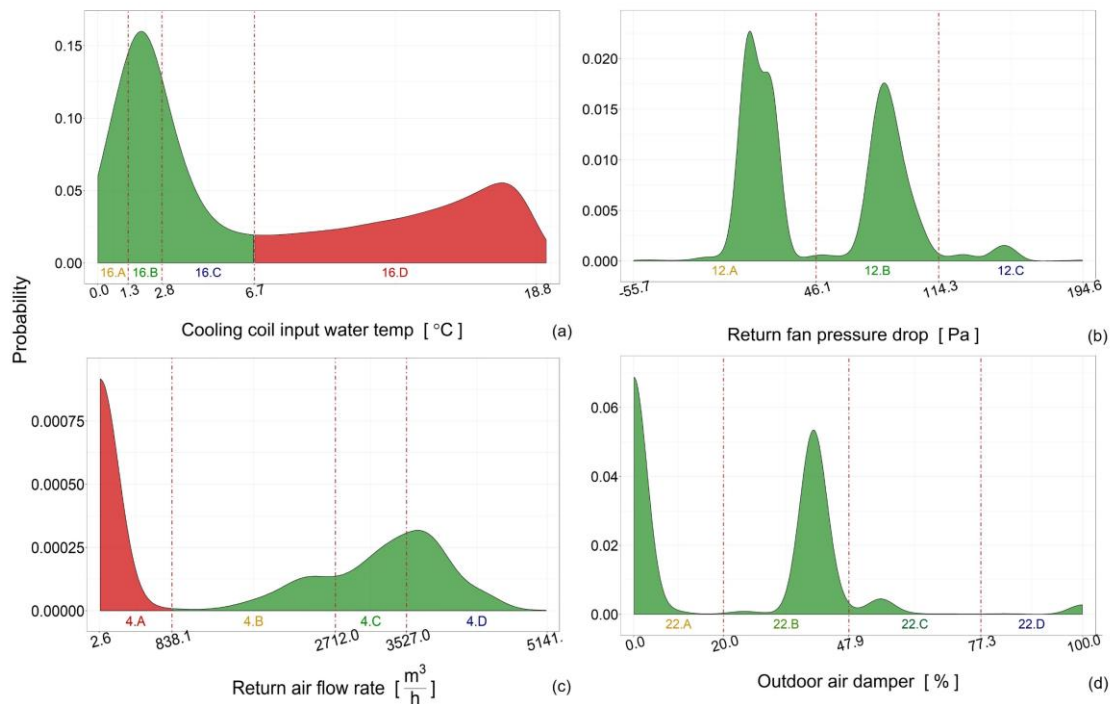 Probability
0.15
0.10
0.05
0.00
16.A 16.B 16.C 16.D
0.0 1.3 2.8 6.7 18.8
Cooling coil input water temp [ °C ] (a)
0.020
0.015
0.010
0.005
0.000
12.A 12.B 12.C
-55.7 46.1 114.3 194.6
Return fan pressure drop [ Pa ] (b)
0.00075
0.00050
0.00025
0.00000
4.A 4.B 4.C 4.D
2.6 838.1 2712.0 3527.0 5141.
Return air flow rate [ m³/h ] (c)
0.06
0.04
0.02
0.00
22.A 22.B 22.C 22.D
0.0 20.0 47.9 77.3 100.0
Outdoor air damper [ % ] (d)